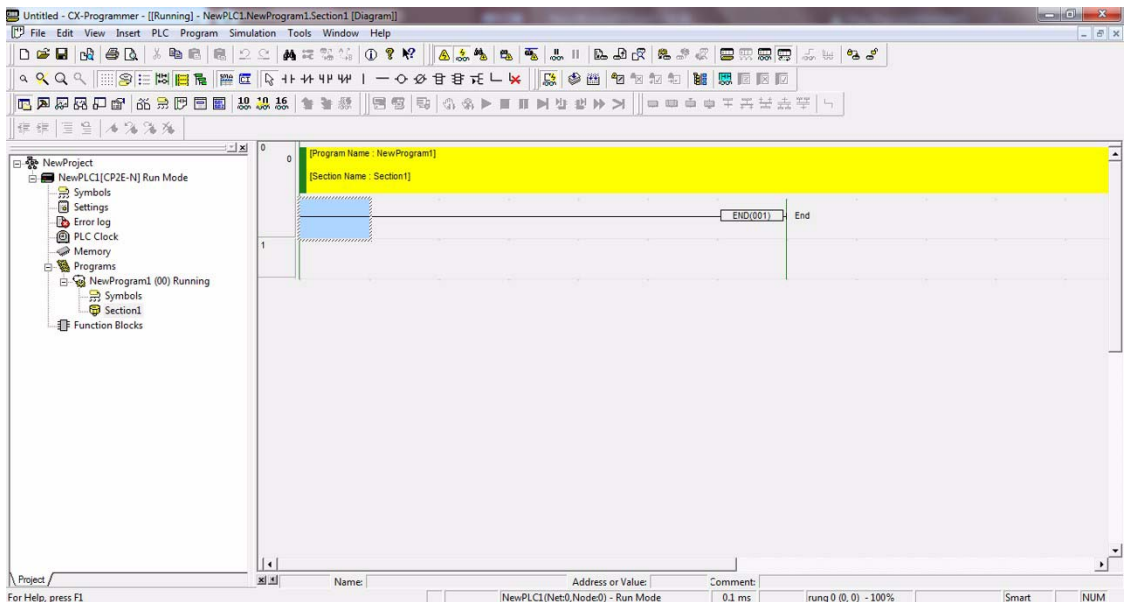 Untitled - CX-Programmer - [[Running] - NewPLC1.NewProgram1.Section1 [Diagram]]
File Edit View Insert PLC Program Simulation Tools Window Help
10 10 16
NewProject
NewPLC1[CP2E-N] Run Mode
Symbols
Settings
Error log
PLC Clock
Memory
Programs
NewProgram1 (00) Running
Symbols
Section1
Function Blocks
Project
0
0
[Program Name : NewProgram1]
[Section Name : Section1]
END(001) End
1
Name: Address or Value: Comment:
For Help, press F1 NewPLC1(Net:0,Node:0) - Run Mode 0.1 ms rung 0 (0, 0) - 100% Smart NUM